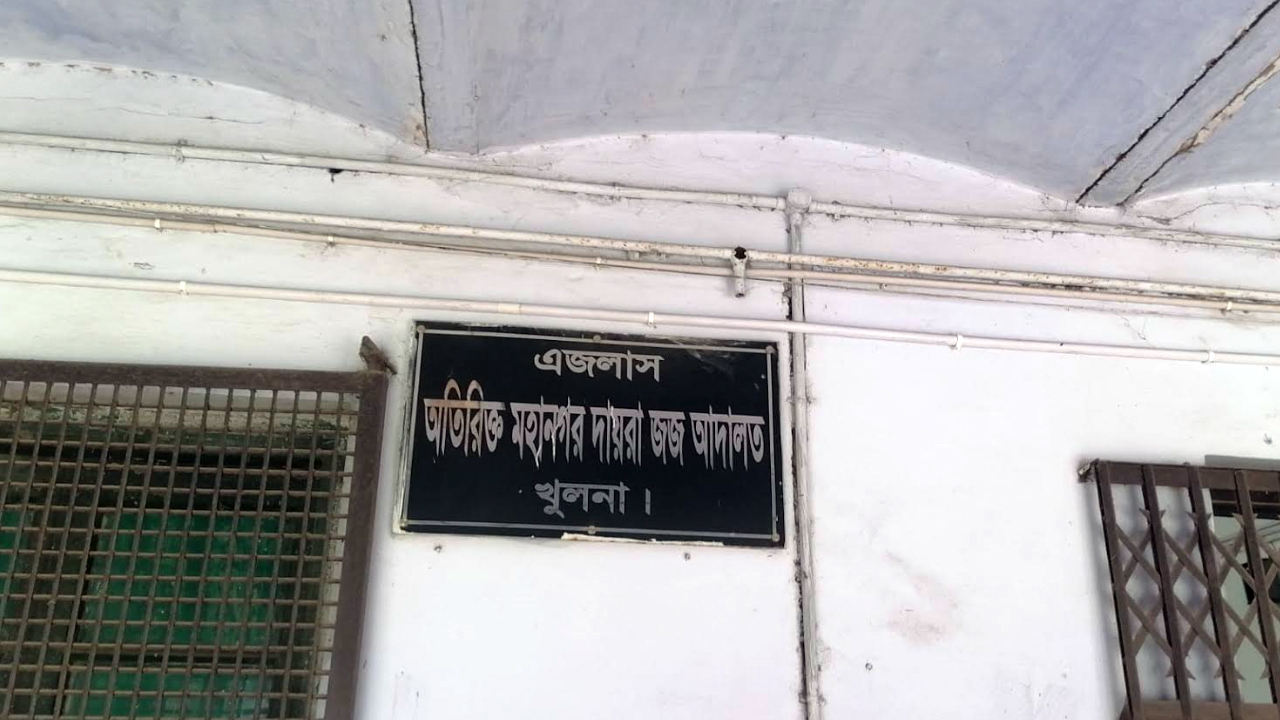 এজলাস
অতিরিক্ত মহানগর দায়রা জজ আদালত
খুলনা।